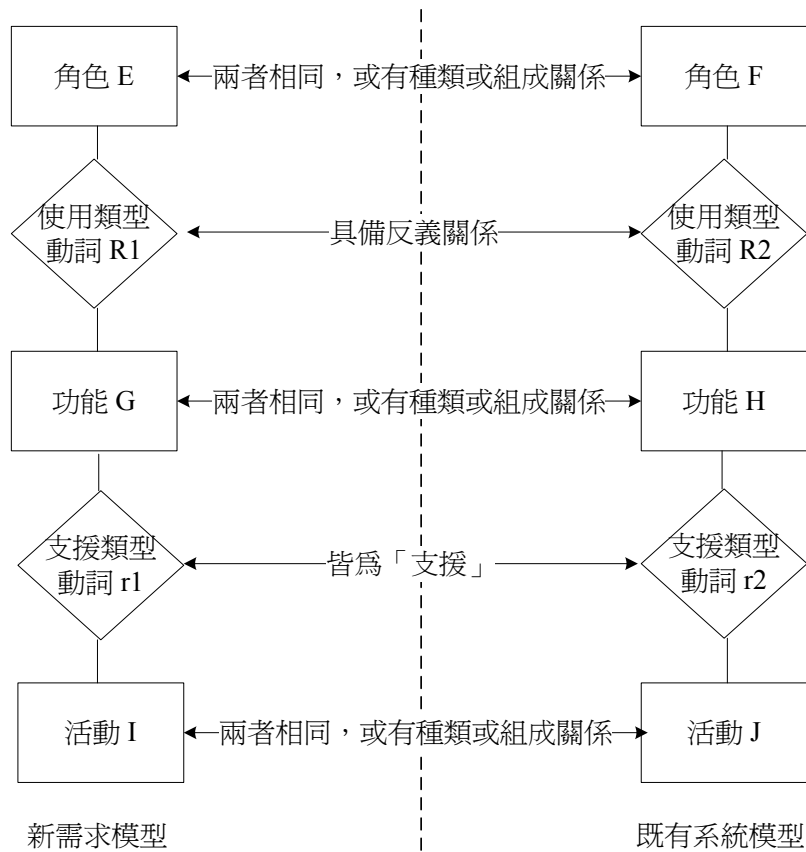 角色 E
兩者相同，或有種類或組成關係
角色 F
使用類型
動詞 R1
具備反義關係
使用類型
動詞 R2
功能 G
兩者相同，或有種類或組成關係
功能 H
支援類型
動詞 r1
皆爲「支援」
支援類型
動詞 r2
活動 I
兩者相同，或有種類或組成關係
活動 J
新需求模型
既有系統模型